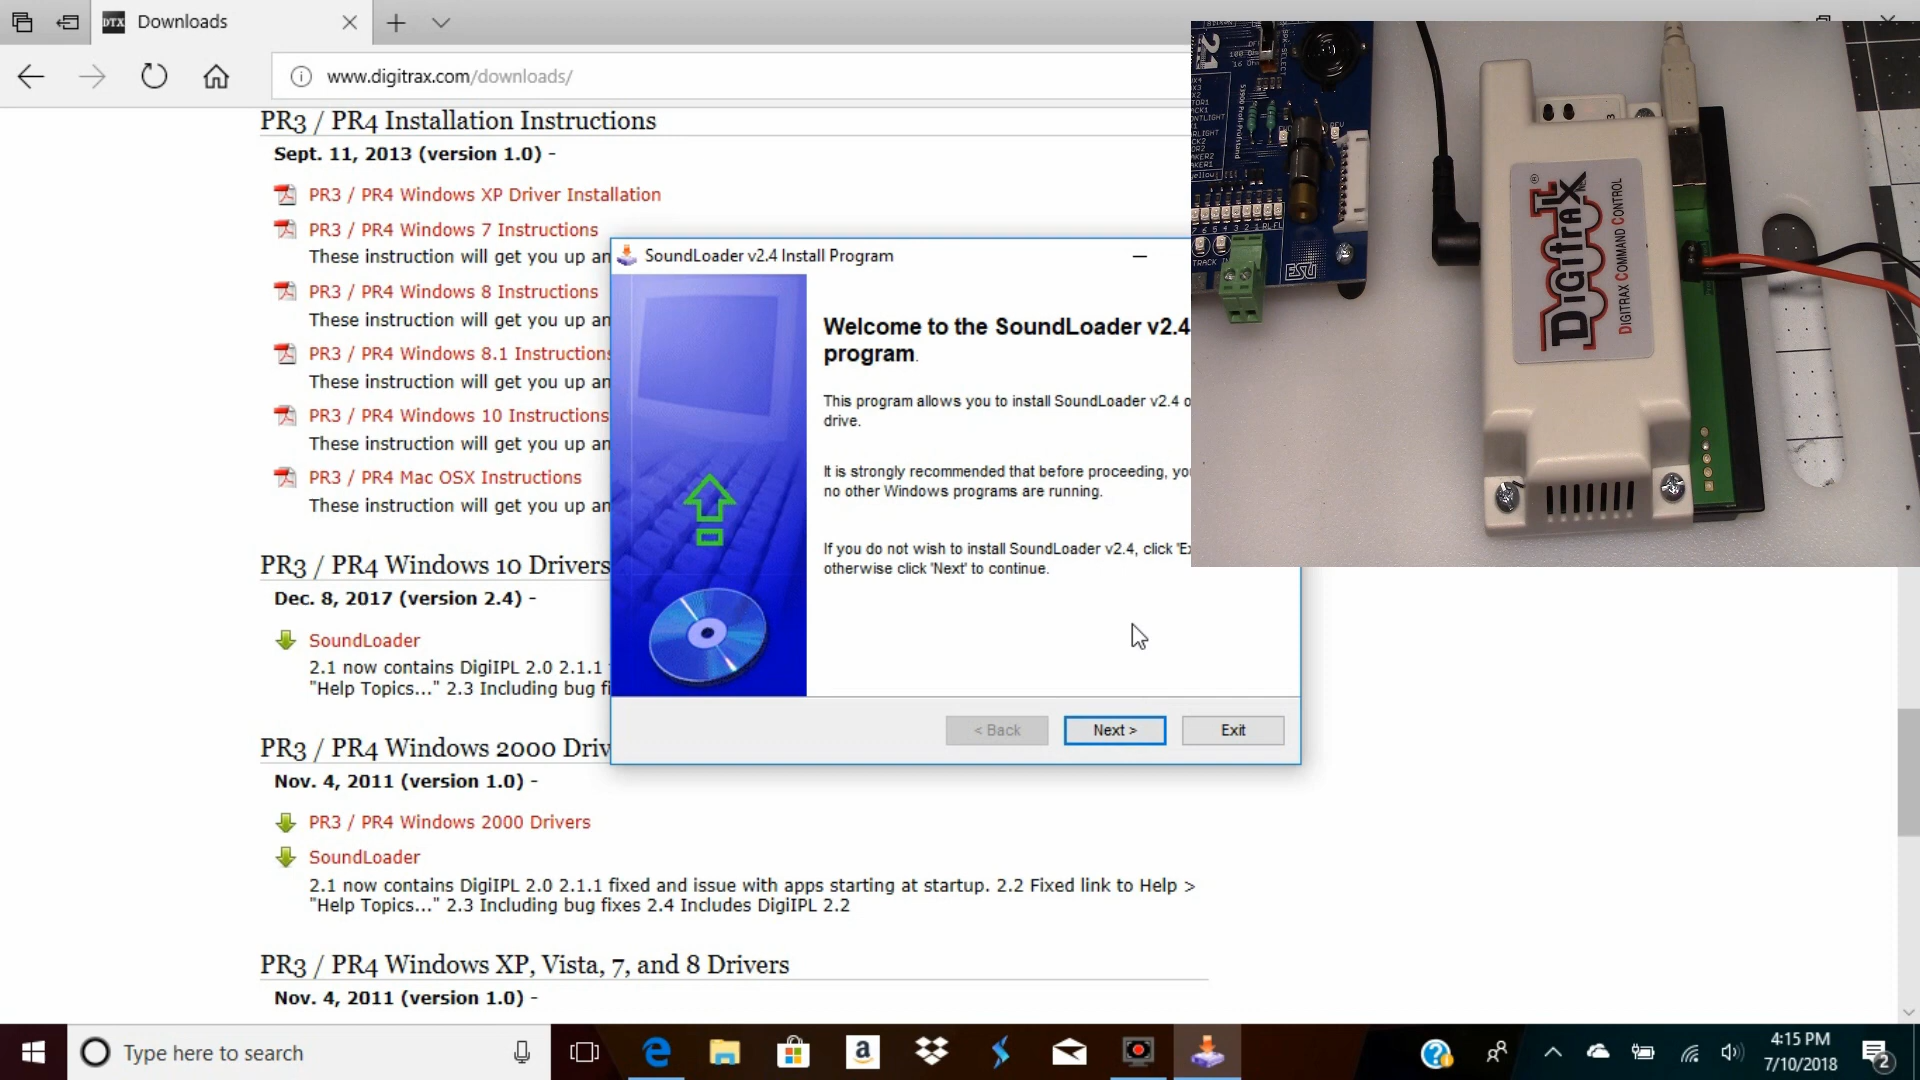 Downloads
www.digitrax.com/downloads/
PR3 / PR4 Installation Instructions
Sept. 11, 2013 (version 1.0) -
PR3 / PR4 Windows XP Driver Installation
PR3 / PR4 Windows 7 Instructions
These instruction will get you up an
PR3 / PR4 Windows 8 Instructions
These instruction will get you up an
PR3 / PR4 Windows 8.1 Instructions
These instruction will get you up an
PR3 / PR4 Windows 10 Instructions
These instruction will get you up an
PR3 / PR4 Mac OSX Instructions
These instruction will get you up an
PR3 / PR4 Windows 10 Drivers
Dec. 8, 2017 (version 2.4) -
SoundLoader
2.1 now contains DigiIPL 2.0 2.1.1
"Help Topics..." 2.3 Including bug fi
PR3 / PR4 Windows 2000 Driv
Nov. 4, 2011 (version 1.0) -
PR3 / PR4 Windows 2000 Drivers
SoundLoader
2.1 now contains DigiIPL 2.0 2.1.1 fixed and issue with apps starting at startup. 2.2 Fixed link to Help >
"Help Topics..." 2.3 Including bug fixes 2.4 Includes DigiIPL 2.2
PR3 / PR4 Windows XP, Vista, 7, and 8 Drivers
Nov. 4, 2011 (version 1.0) -
SoundLoader v2.4 Install Program
Welcome to the SoundLoader v2.4
program.
This program allows you to install SoundLoader v2.4 o
drive.
It is strongly recommended that before proceeding, yo
no other Windows programs are running.
If you do not wish to install SoundLoader v2.4, click 'Ex
otherwise click 'Next' to continue.
< Back
Next >
Exit
DIGITRAX
DIGITRAX COMMAND CONTROL
ESU
TRACK
Type here to search
4:15 PM
7/10/2018
2